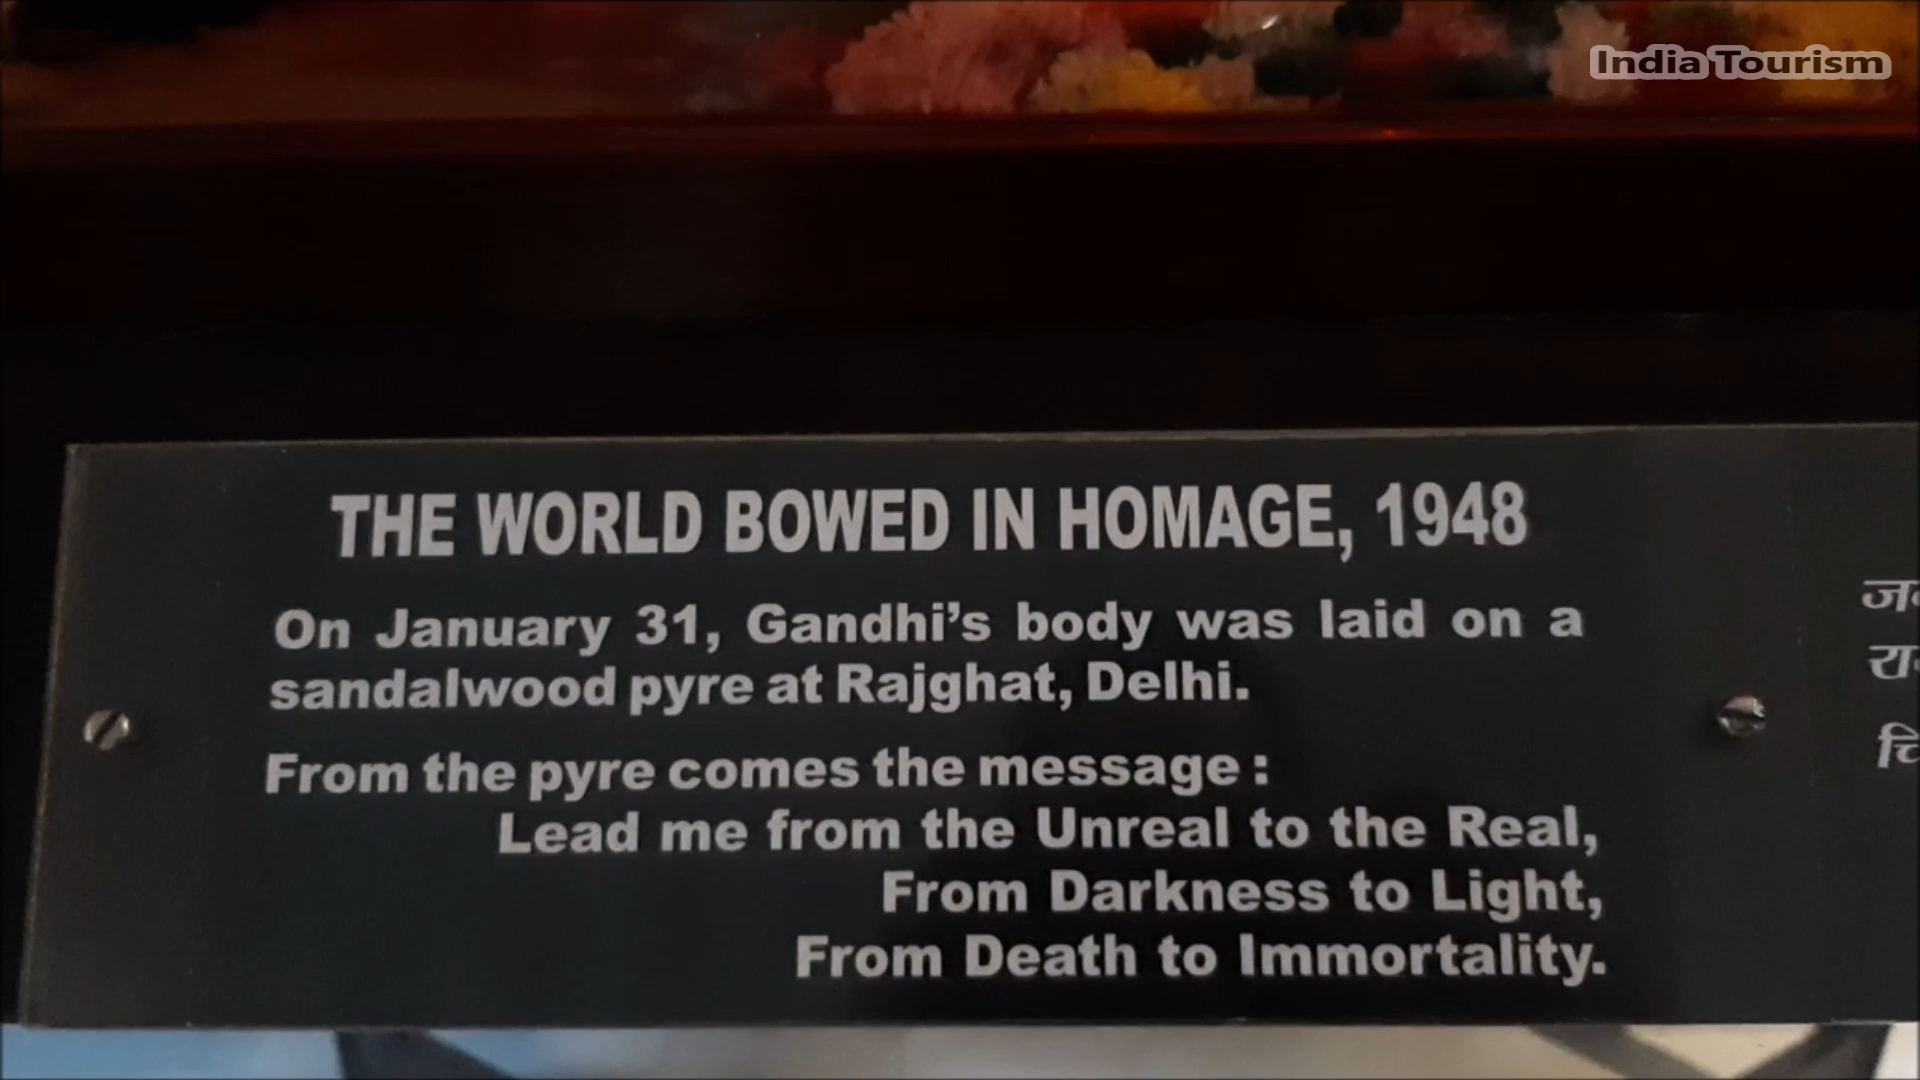 India Tourism
THE WORLD BOWED IN HOMAGE, 1948
On January 31, Gandhi's body was laid on a
sandalwood pyre at Rajghat, Delhi.
From the pyre comes the message :
Lead me from the Unreal to the Real,
From Darkness to Light,
From Death to Immortality.